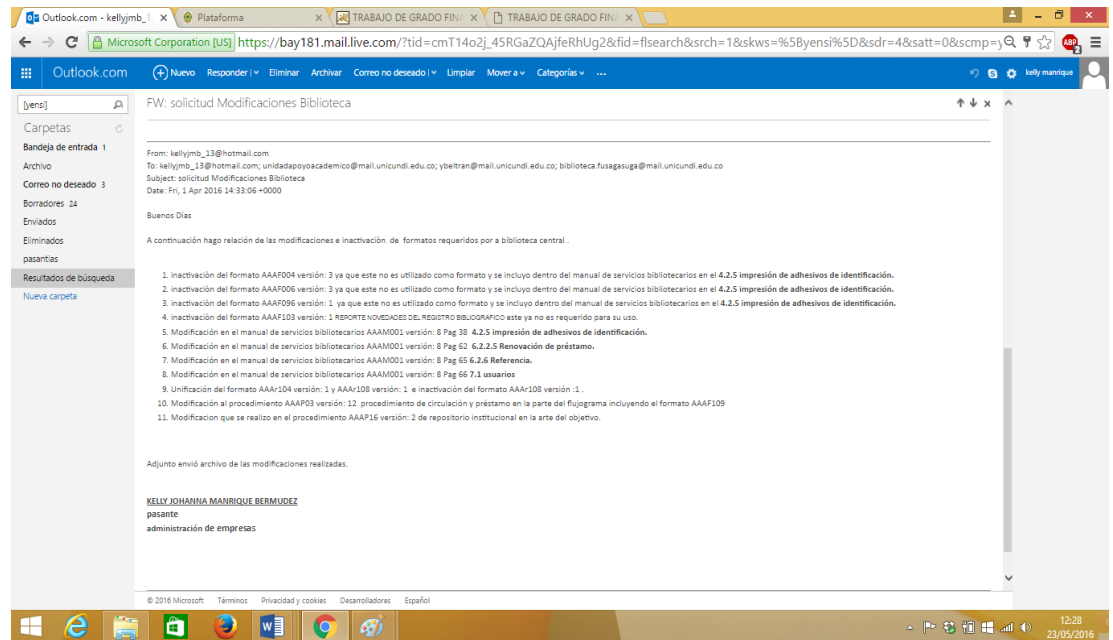 Outlook.com - kellyjmb_1
Plataforma
TRABAJO DE GRADO FINA
TRABAJO DE GRADO FINA
Microsoft Corporation [US] https://bay181.mail.live.com/?tid=cmT14o2j_45RGaZQAjfeRhUg2&fid=flsearch&srch=1&skws=%5Byensi%5D&sdr=4&satt=0&scmp=y
ABP
2
Outlook.com
Nuevo Responder | Eliminar Archivar Correo no deseado | Limpiar Mover a Categorías ...
kelly manrique
[yensi]
Carpetas
Bandeja de entrada 1
Archivo
Correo no deseado 3
Borradores 24
Enviados
Eliminados
pasantias
Resultados de búsqueda
Nueva carpeta
FW: solicitud Modificaciones Biblioteca
From: kellyjmb_13@hotmail.com
To: kellyjmb_13@hotmail.com; unidadapoyoacademico@mail.unicundi.edu.co; ybeltran@mail.unicundi.edu.co; biblioteca.fusagasuga@mail.unicundi.edu.co
Subject: solicitud Modificaciones Biblioteca
Date: Fri, 1 Apr 2016 14:33:06 +0000
Buenos Días
A continuación hago relación de las modificaciones e inactivaciòn de formatos requeridos por a biblioteca central .
1. inactivaciòn del formato AAAF004 versión: 3 ya que este no es utilizado como formato y se incluyo dentro del manual de servicios bibliotecarios en el 4.2.5 impresión de adhesivos de identificación.
2. inactivaciòn del formato AAAF006 versión: 3 ya que este no es utilizado como formato y se incluyo dentro del manual de servicios bibliotecarios en el 4.2.5 impresión de adhesivos de identificación.
3. inactivaciòn del formato AAAF096 versión: 1 ya que este no es utilizado como formato y se incluyo dentro del manual de servicios bibliotecarios en el 4.2.5 impresión de adhesivos de identificación.
4. inactivaciòn del formato AAAF103 versión: 1 REPORTE NOVEDADES DEL REGISTRO BIBLIOGRAFICO este ya no es requerido para su uso.
5. Modificación en el manual de servicios bibliotecarios AAAM001 versión: 8 Pag 38 4.2.5 impresión de adhesivos de identificación.
6. Modificación en el manual de servicios bibliotecarios AAAM001 versión: 8 Pag 62 6.2.2.5 Renovación de préstamo.
7. Modificación en el manual de servicios bibliotecarios AAAM001 versión: 8 Pag 65 6.2.6 Referencia.
8. Modificación en el manual de servicios bibliotecarios AAAM001 versión: 8 Pag 66 7.1 usuarios
9. Unificación del formato AAAr104 versión: 1 y AAAr108 versión: 1 e inactivación del formato AAAr108 versión :1 .
10. Modificación al procedimiento AAAP03 versión: 12 procedimiento de circulación y préstamo en la parte del flujograma incluyendo el formato AAAF109
11. Modificacion que se realizo en el procedimiento AAAP16 versión: 2 de repositorio institucional en la arte del objetivo.
Adjunto envió archivo de las modificaciones realizadas.
KELLY JOHANNA MANRIQUE BERMUDEZ
pasante
administración de empresas
© 2016 Microsoft Términos Privacidad y cookies Desarrolladores Español
12:28
23/05/2016